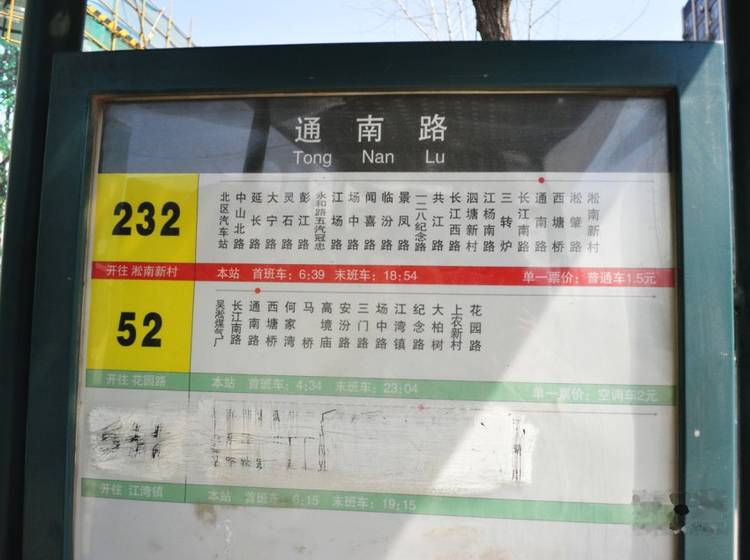 通南路
Tong Nan Lu
232
北区汽车站 中山北路 延长路 大宁路 灵石路 彭江路 永和路五汽冠忠 江场路 场中路 闻喜路 临汾路 景凤路 一二八纪念路 共江路 长江西路 泗塘新村 江杨南路 三转炉 长江南路 通南路 西塘桥 淞肇路 淞南新村
开往 淞南新村 本站 首班车：6:39 末班车：18:54 单一票价：普通车1.5元
52
吴淞煤气厂 长江南路 通南路 西塘桥 何家湾 马桥 高境庙 安汾路 三门路 场中路 江湾镇 纪念路 大柏树 上农新村 花园路
开往 花园路 本站 首班车：4:34 末班车：23:04 单一票价：空调车2元
开往 江湾镇 本站 首班车：6:15 末班车：19:15